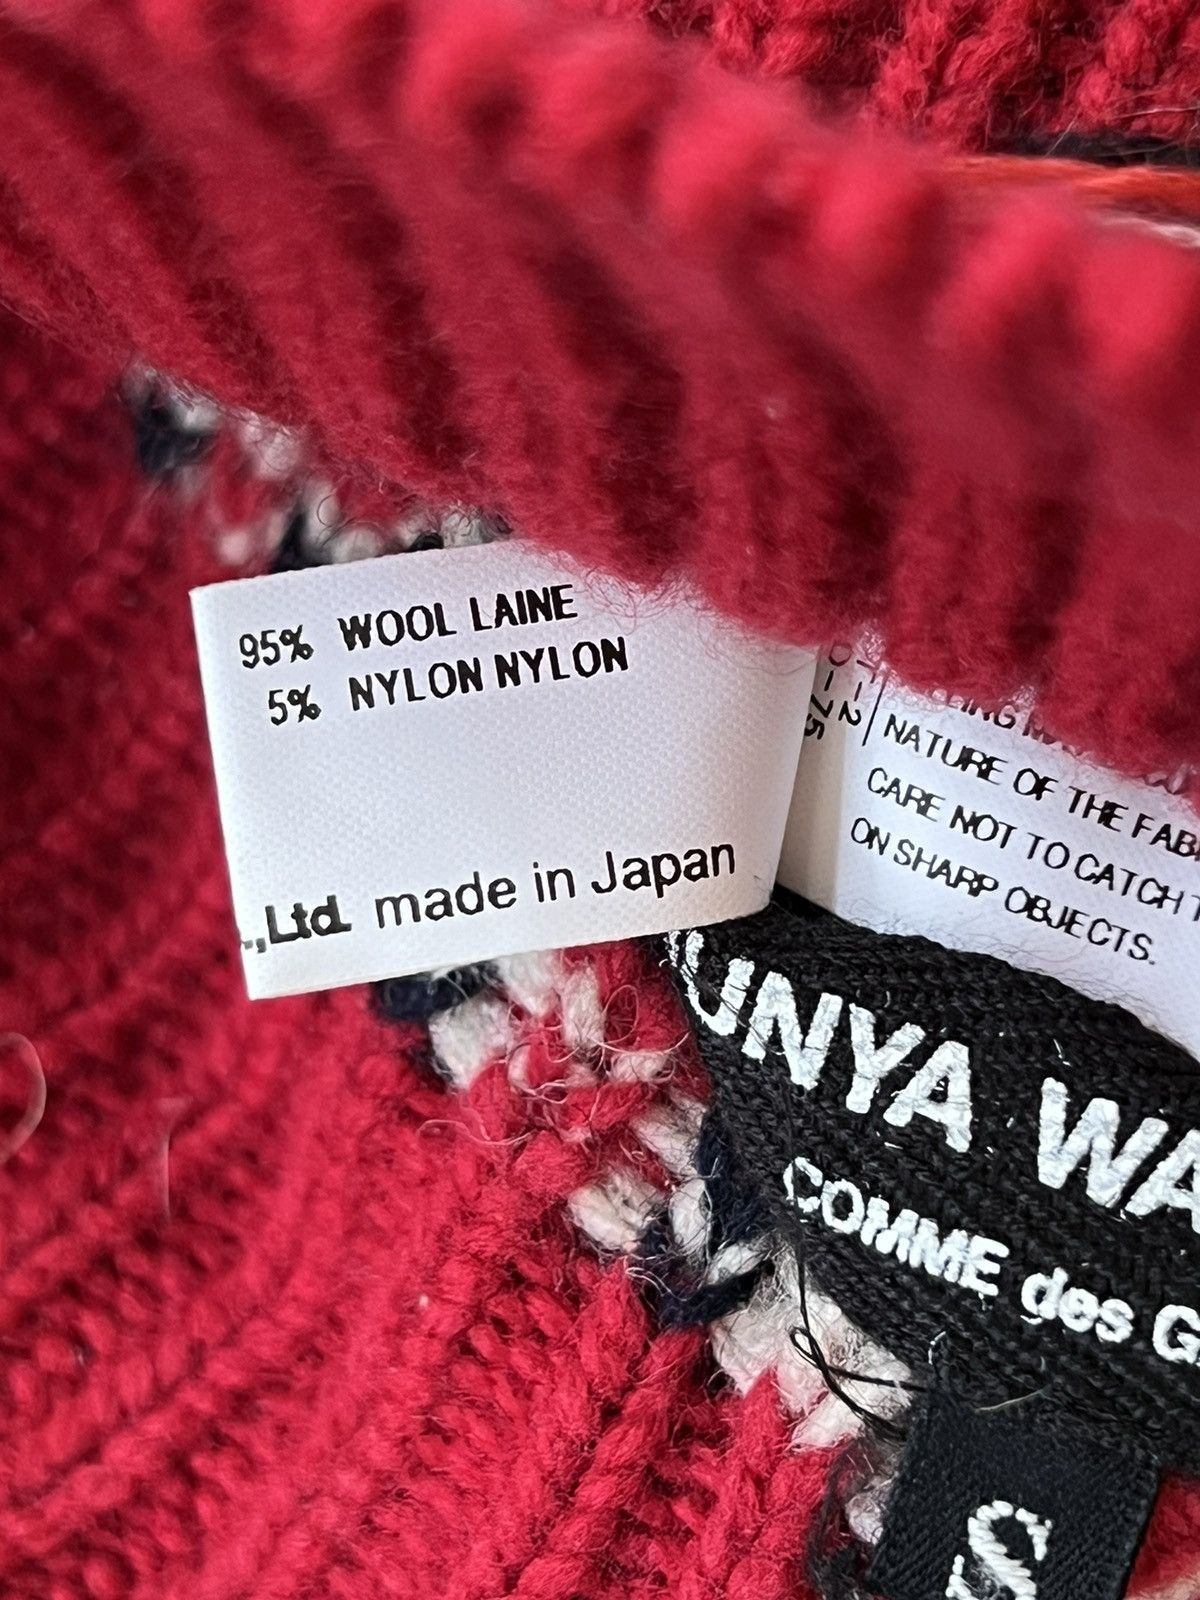 95% WOOL LAINE
5% NYLON NYLON
.,Ltd. made in Japan
NATURE OF THE FAB
CARE NOT TO CATCH T
ON SHARP OBJECTS.
UNYA WA
COMME des G
S